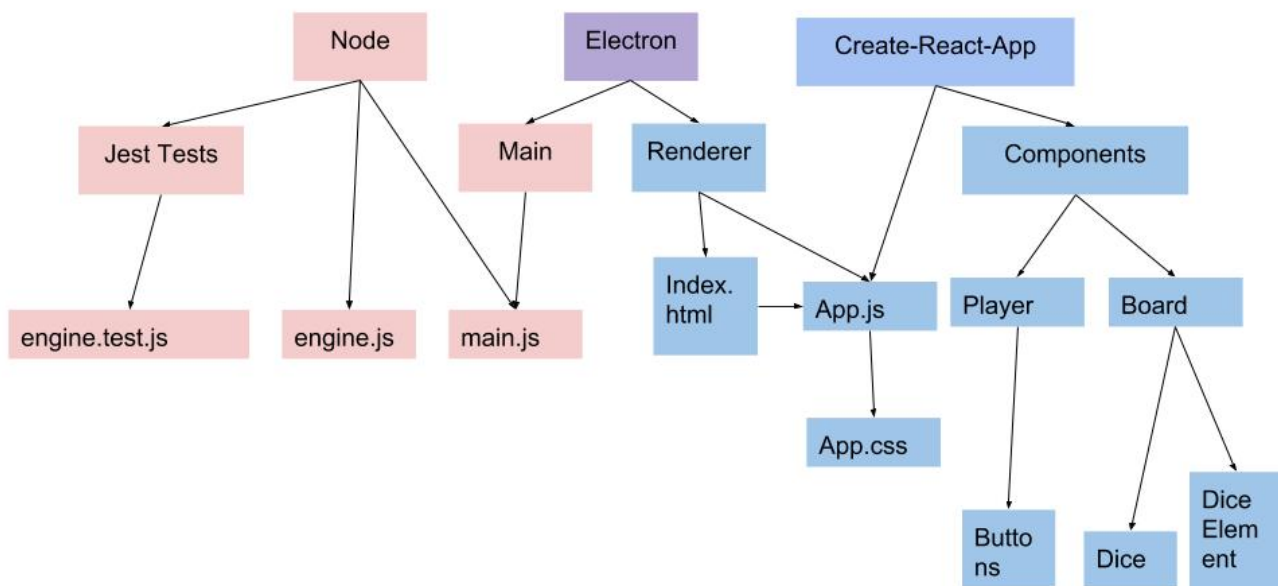 Node
Electron
Create-React-App
Jest Tests
Main
Renderer
Components
Index.
html
App.js
Player
Board
engine.test.js
engine.js
main.js
App.css
Butto
ns
Dice
Dice
Elem
ent